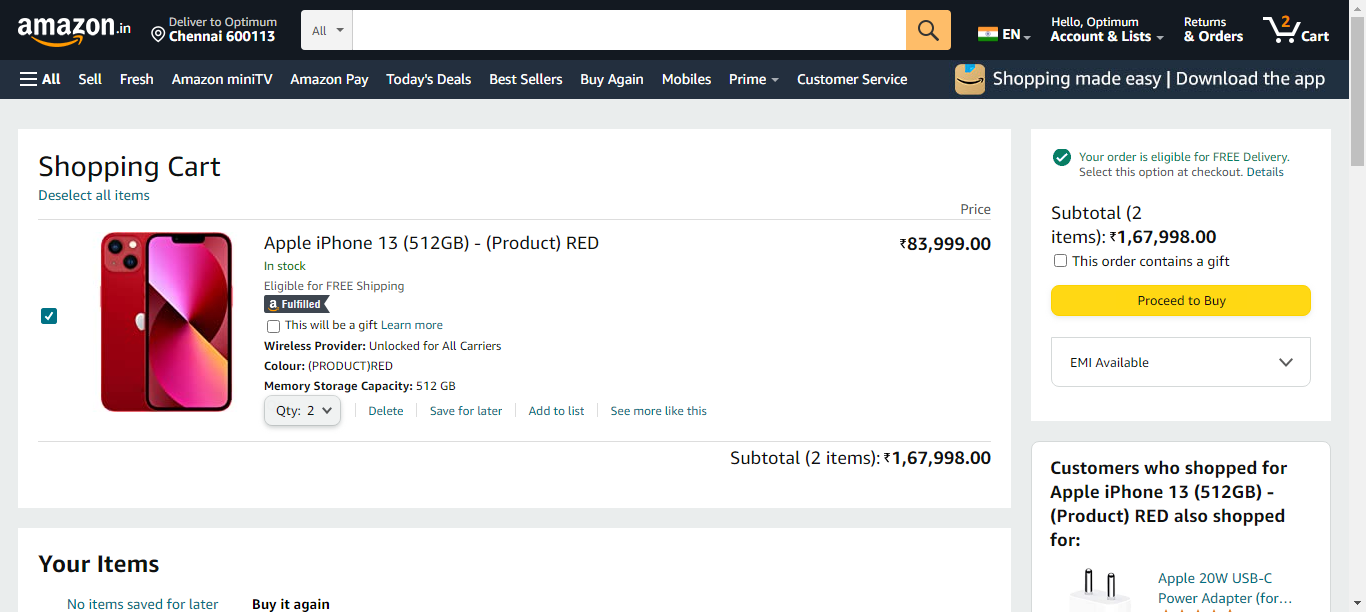 amazon.in
Deliver to Optimum
Chennai 600113
All
EN
Hello, Optimum
Account & Lists
Returns
& Orders
2
Cart
All
Sell
Fresh
Amazon miniTV
Amazon Pay
Today's Deals
Best Sellers
Buy Again
Mobiles
Prime
Customer Service
Shopping made easy | Download the app
Shopping Cart
Deselect all items
Price
Apple iPhone 13 (512GB) - (Product) RED
₹83,999.00
In stock
Eligible for FREE Shipping
a Fulfilled
This will be a gift Learn more
Wireless Provider: Unlocked for All Carriers
Colour: (PRODUCT)RED
Memory Storage Capacity: 512 GB
Qty: 2
Delete
Save for later
Add to list
See more like this
Subtotal (2 items): ₹1,67,998.00
Your Items
No items saved for later
Buy it again
Your order is eligible for FREE Delivery.
Select this option at checkout. Details
Subtotal (2
items): ₹1,67,998.00
This order contains a gift
Proceed to Buy
EMI Available
Customers who shopped for
Apple iPhone 13 (512GB) -
(Product) RED also shopped
for:
Apple 20W USB-C
Power Adapter (for…